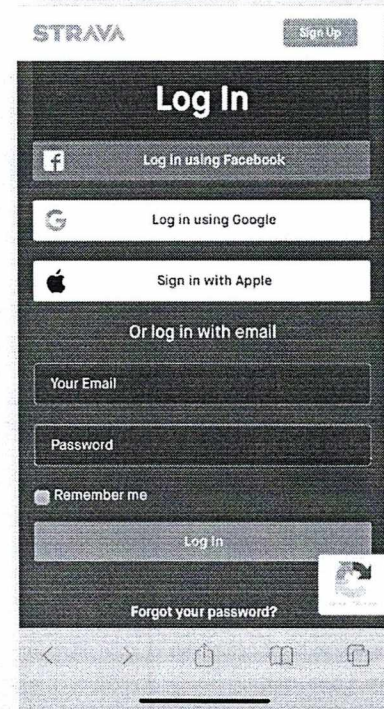 STRAVA
Sign Up
Log In
f
Log in using Facebook
G
Log in using Google
Sign in with Apple
Or log in with email
Your Email
Password
Remember me
Log In
Forgot your password?